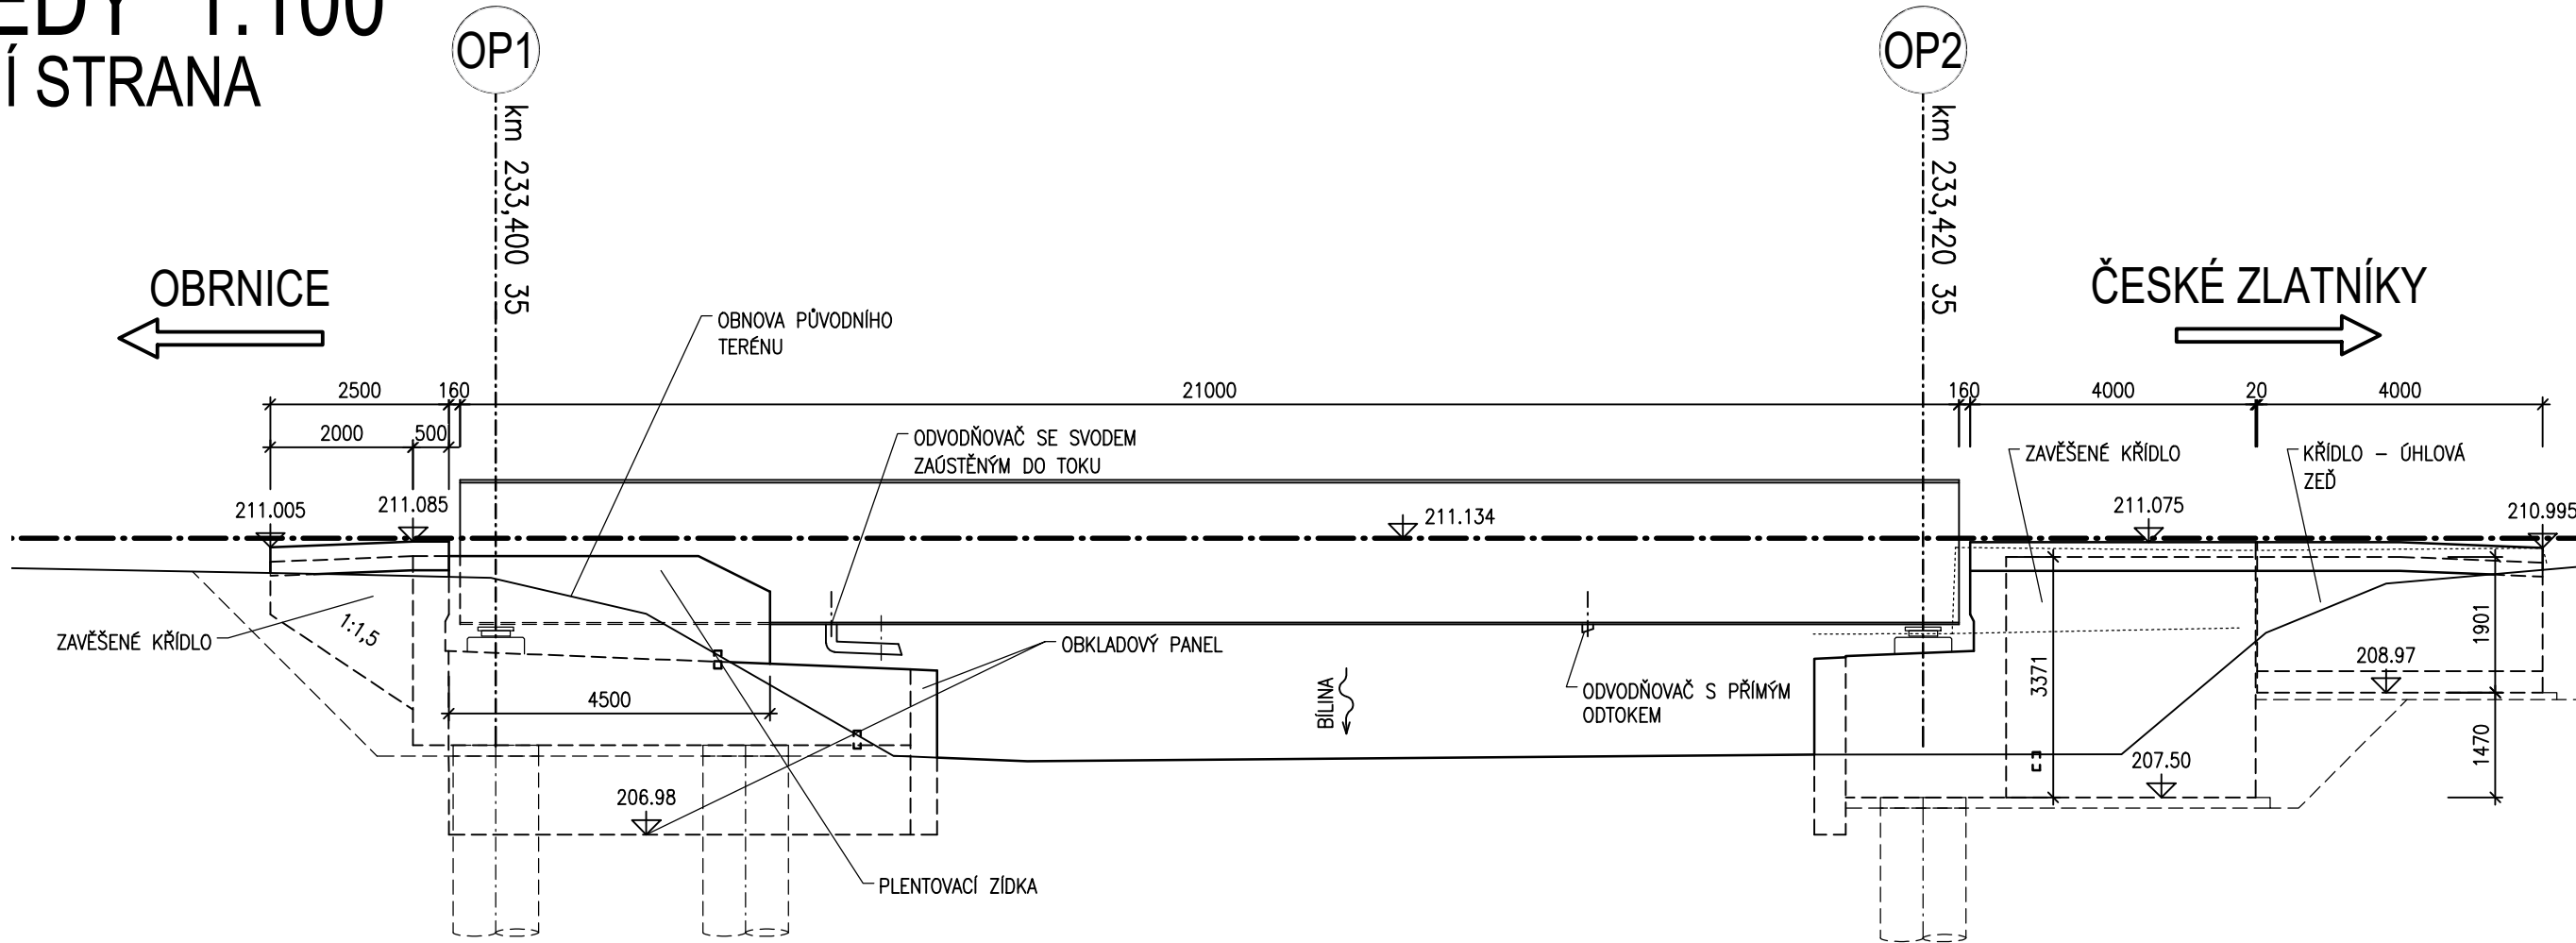 EDY 1:100
Í STRANA
OP1
OP2
km 233,400 35
km 233,420 35
OBRNICE
ČESKÉ ZLATNÍKY
OBNOVA PŮVODNÍHO
TERÉNU
2500
160
21000
160
4000
20
4000
2000
500
ODVODŇOVAČ SE SVODEM
ZAÚSTĚNÝM DO TOKU
ZAVĚŠENÉ KŘÍDLO
KŘÍDLO – ÚHLOVÁ
ZEĎ
211.005
211.085
211.134
211.075
210.995
1:1,5
ZAVĚŠENÉ KŘÍDLO
OBKLADOVÝ PANEL
1901
208.97
3371
4500
BÍLINA
ODVODŇOVAČ S PŘÍMÝM
ODTOKEM
1470
207.50
206.98
PLENTOVACÍ ZÍDKA